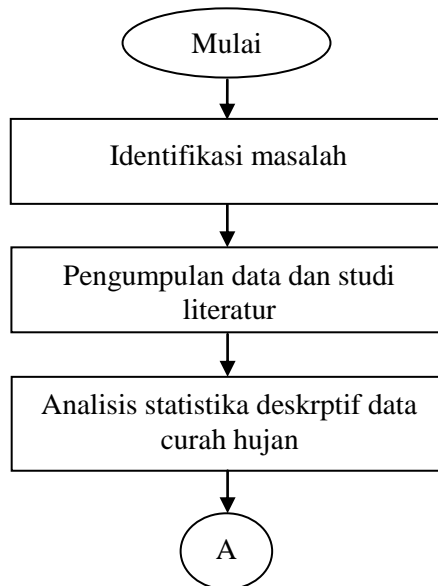 Mulai
Identifikasi masalah
Pengumpulan data dan studi
literatur
Analisis statistika deskrptif data
curah hujan
A